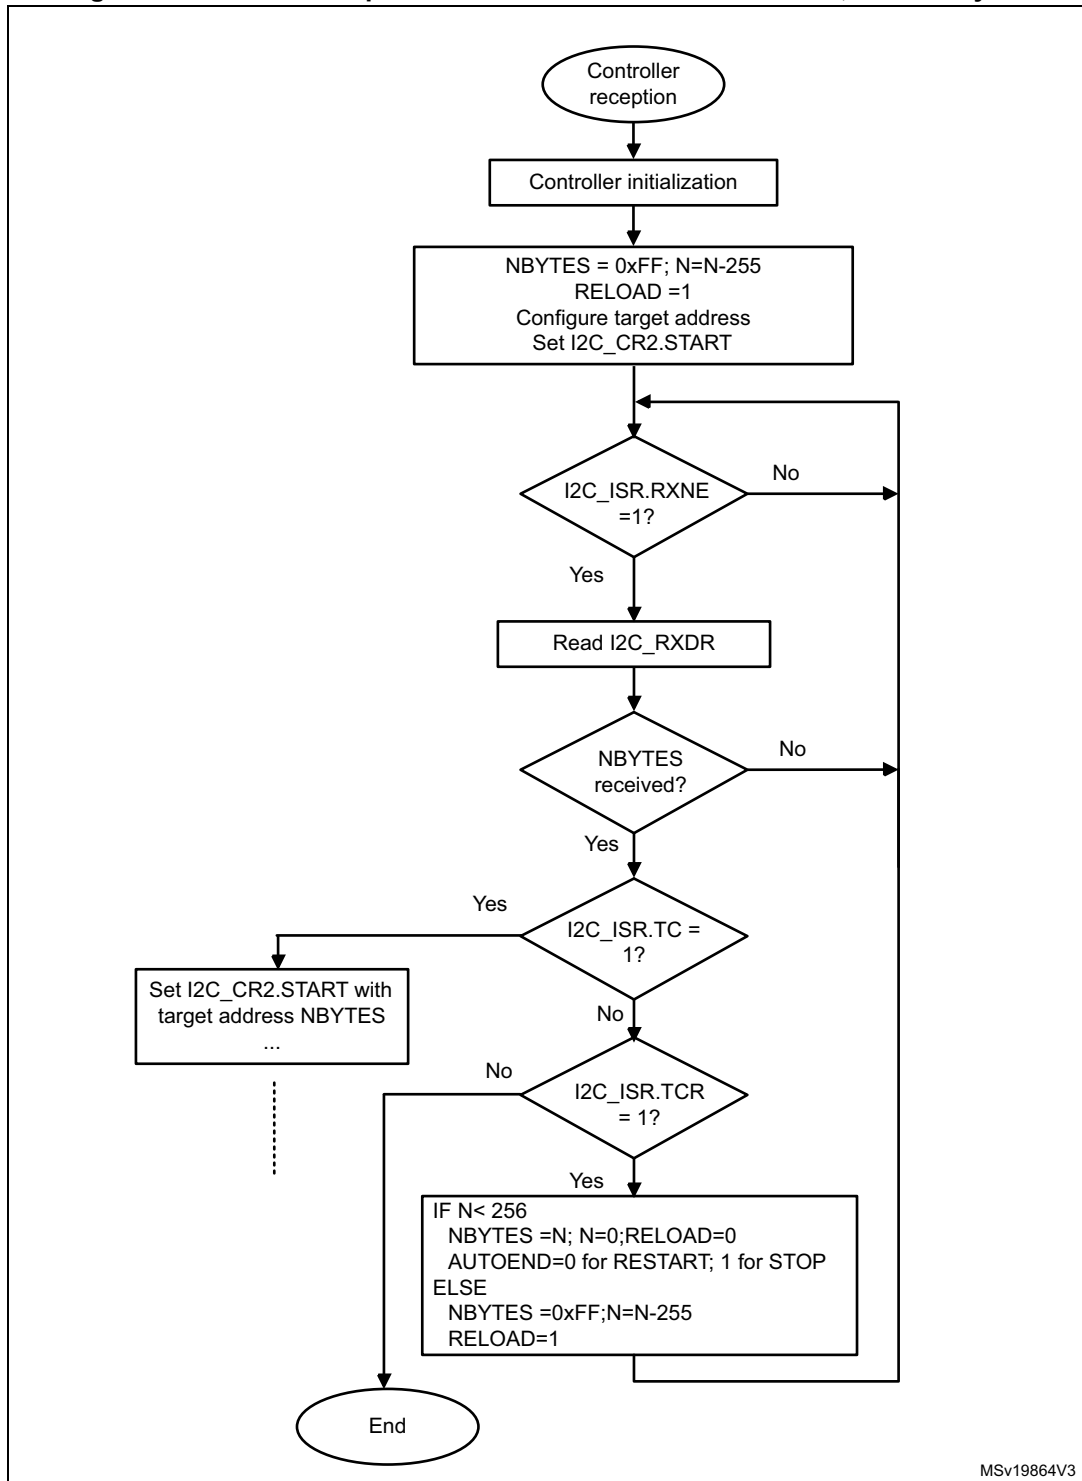 Controller
reception
Controller initialization
NBYTES = 0xFF; N=N-255
RELOAD =1
Configure target address
Set I2C_CR2.START
I2C_ISR.RXNE
=1?
No
Yes
Read I2C_RXDR
NBYTES
received?
No
Yes
I2C_ISR.TC =
1?
Yes
Set I2C_CR2.START with
target address NBYTES
...
No
I2C_ISR.TCR
= 1?
No
Yes
IF N< 256
NBYTES =N; N=0;RELOAD=0
AUTOEND=0 for RESTART; 1 for STOP
ELSE
NBYTES =0xFF;N=N-255
RELOAD=1
End
MSv19864V3